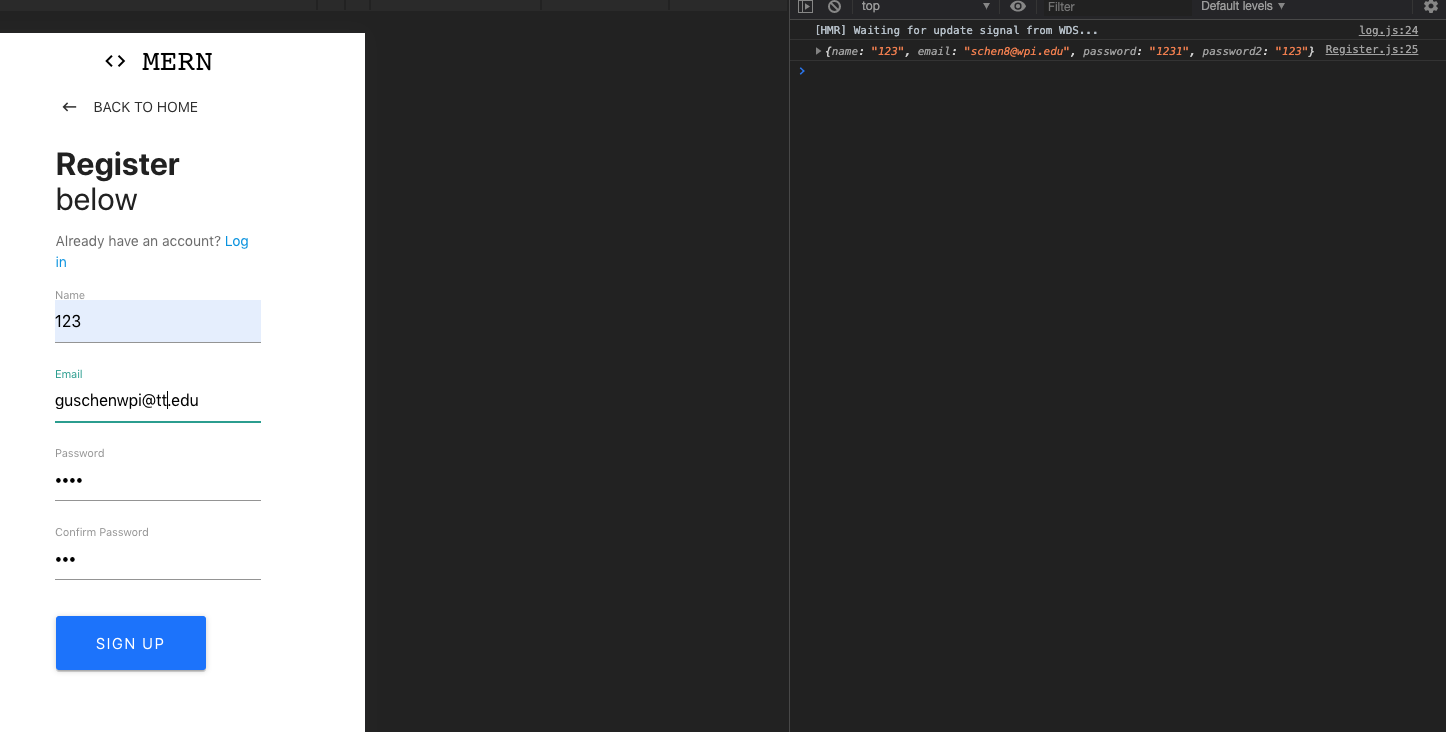 <> MERN
← BACK TO HOME
Register
below
Already have an account? Log
in
Name
123
Email
guschenwpi@tt.edu
Password
••••
Confirm Password
•••
SIGN UP
top ▼ Filter Default levels ▼
[HMR] Waiting for update signal from WDS... log.js:24
▶ {name: "123", email: "schen8@wpi.edu", password: "1231", password2: "123"} Register.js:25
>